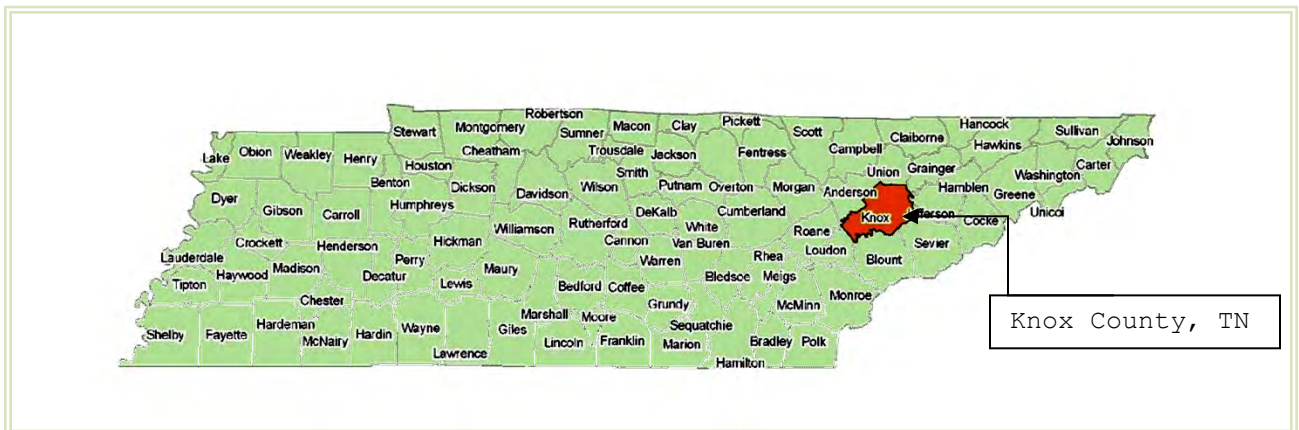 Robertson
Stewart Montgomery Sumner Macon Clay Pickett Scott Claiborne Hancock Sullivan Johnson
Lake Obion Weakley Henry Houston Cheatham Trousdale Jackson Fentress Campbell Hawkins
Union Grainger Carter
Benton Dickson Davidson Wilson Smith Putnam Overton Morgan Anderson Hamblen Greene Washington
Dyer Gibson Carroll Humphreys DeKalb Cumberland Knox Cocke Unicoi
Williamson Rutherford Cannon White Van Buren Roane Loudon Sevier
Crockett Henderson Hickman Warren Rhea Blount
Lauderdale Haywood Madison Decatur Perry Lewis Maury Bedford Coffee Bledsoe Meigs Monroe
Tipton Chester Marshall Moore Grundy McMinn
Shelby Fayette Hardeman McNairy Hardin Wayne Lawrence Giles Lincoln Franklin Marion Sequatchie Bradley Polk
Hamilton
Knox County, TN